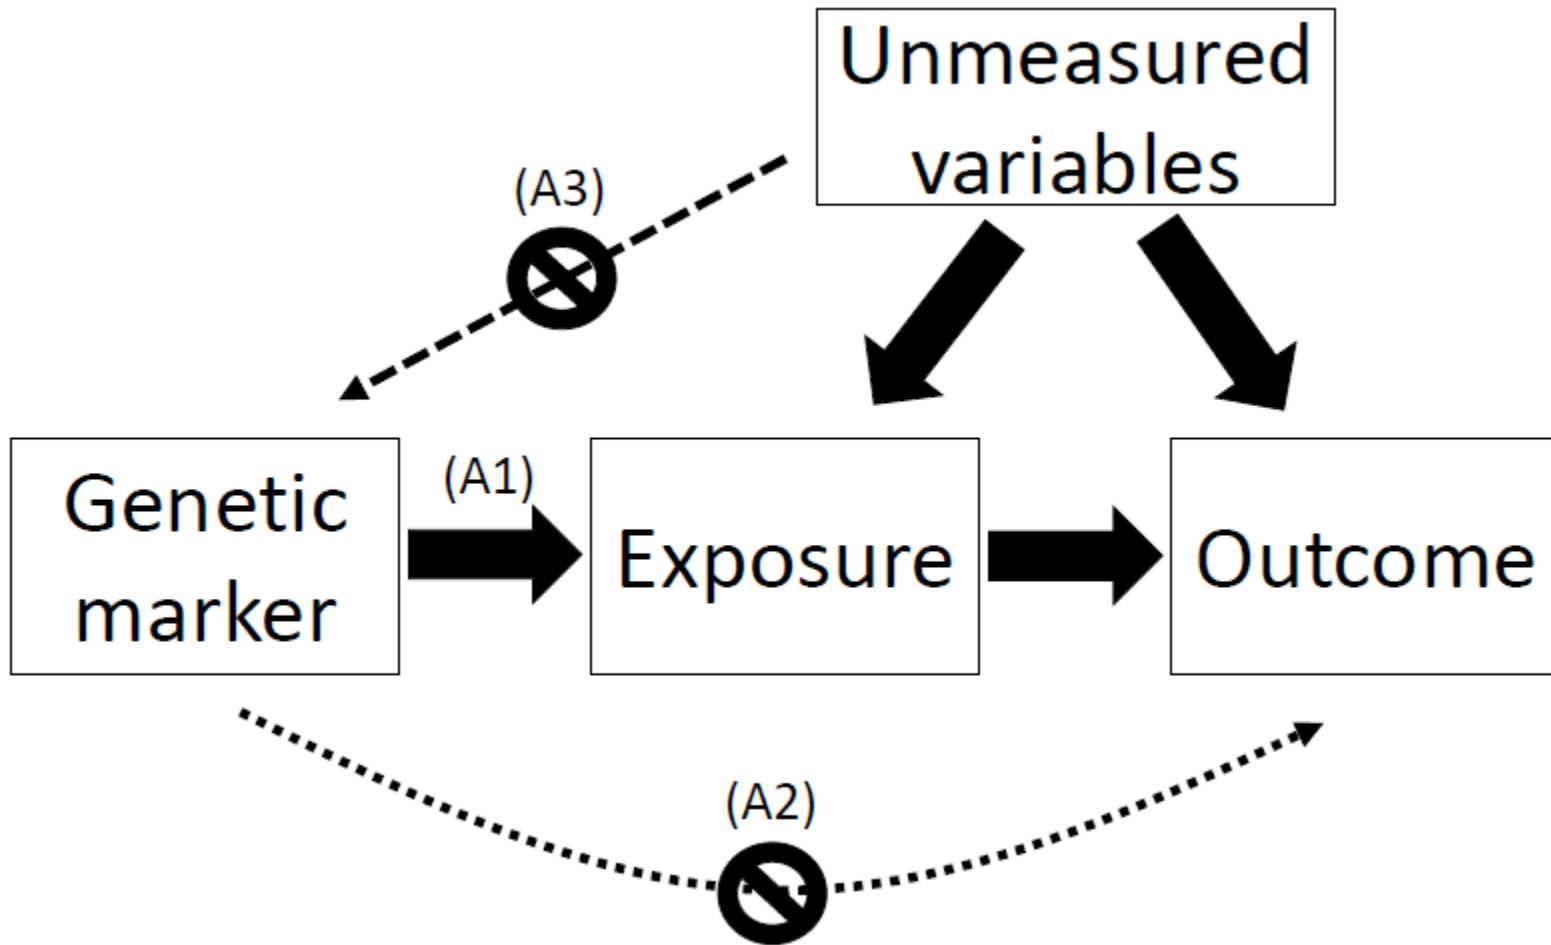 Unmeasured
variables
(A3)
(A1)
Genetic
marker
Exposure
Outcome
(A2)